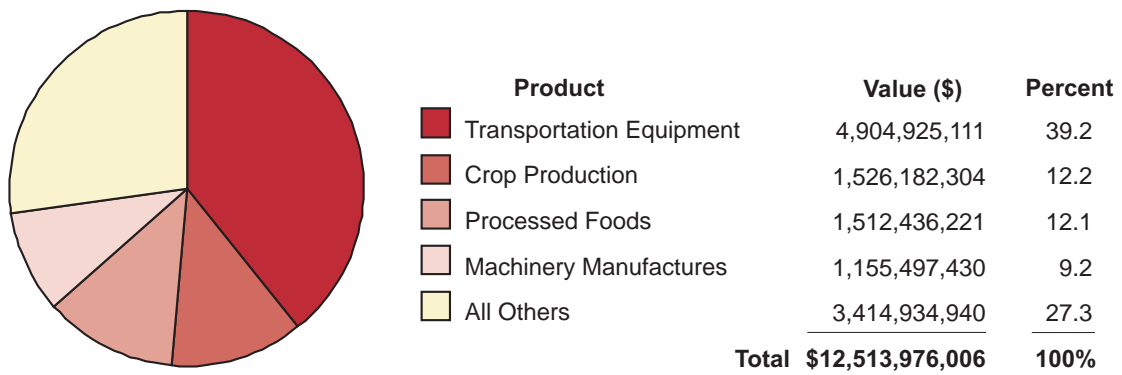 Product Value ($) Percent
Transportation Equipment 4,904,925,111 39.2
Crop Production 1,526,182,304 12.2
Processed Foods 1,512,436,221 12.1
Machinery Manufactures 1,155,497,430 9.2
All Others 3,414,934,940 27.3
Total $12,513,976,006 100%